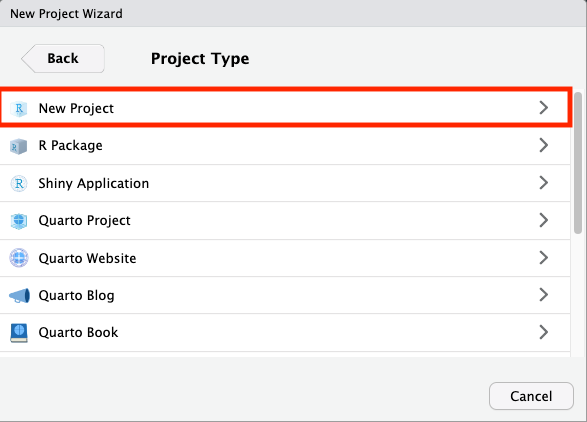 New Project Wizard
Back
Project Type
R New Project
R R Package
R Shiny Application
Quarto Project
Quarto Website
Quarto Blog
Quarto Book
Cancel